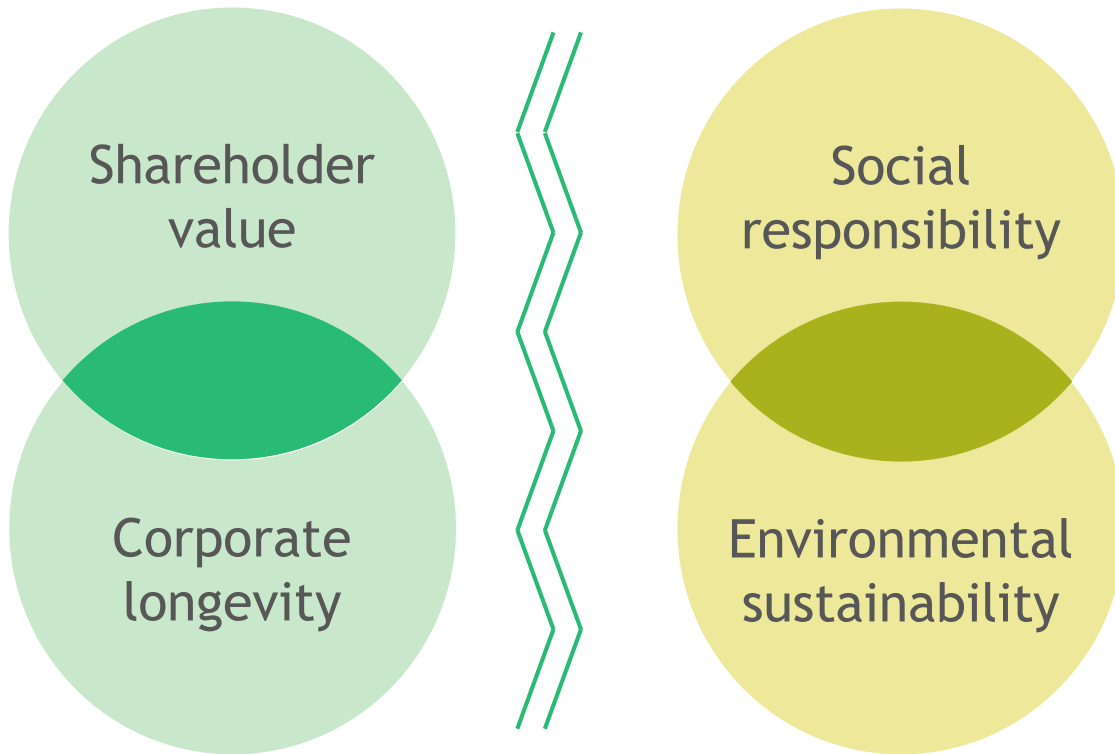 Shareholder
value
Corporate
longevity
Social
responsibility
Environmental
sustainability